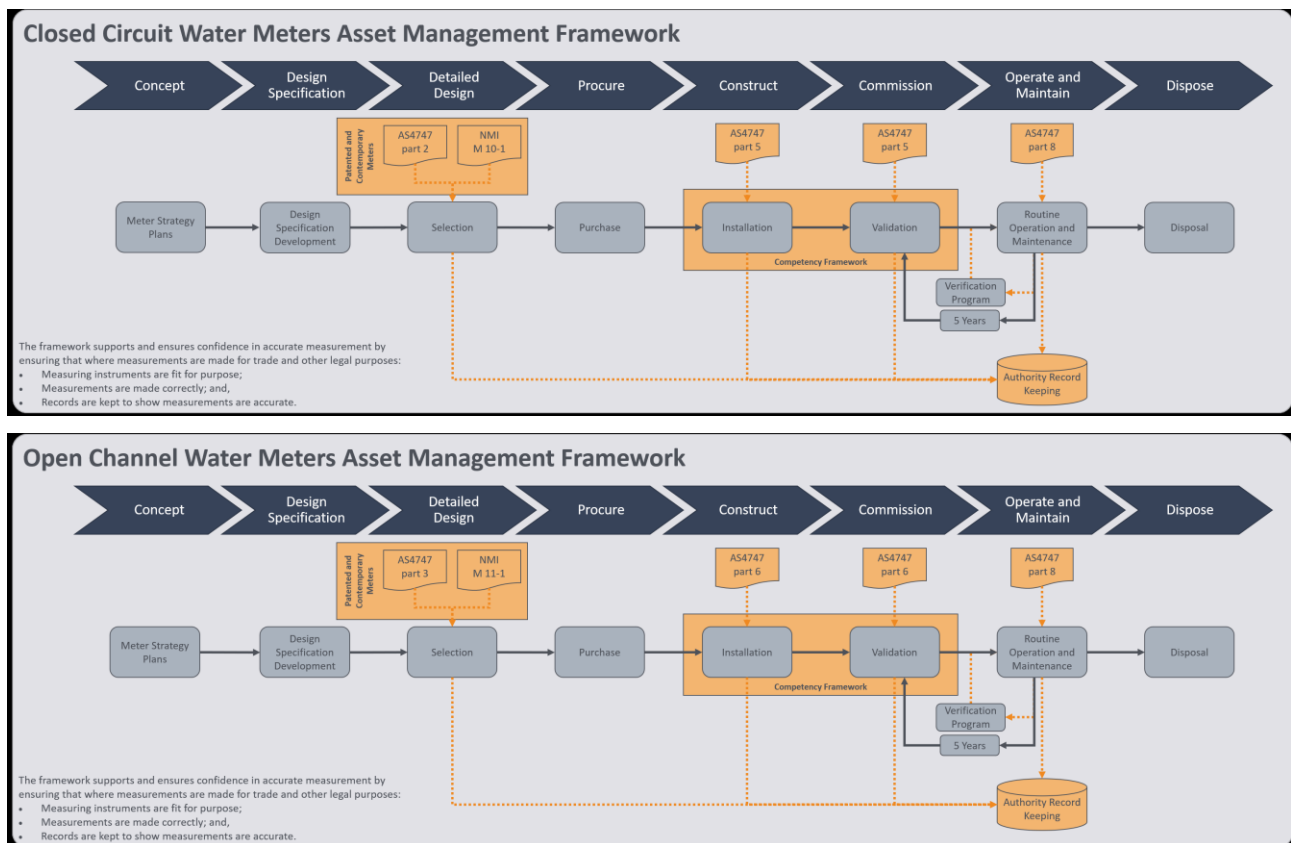 Closed Circuit Water Meters Asset Management Framework
Concept
Design
Specification
Detailed
Design
Procure
Construct
Commission
Operate and
Maintain
Dispose
Patented and
Contemporary
Meters
AS4747
part 2
NMI
M 10-1
AS4747
part 5
AS4747
part 5
AS4747
part 8
Meter Strategy
Plans
Design
Specification
Development
Selection
Purchase
Installation
Validation
Routine
Operation and
Maintenance
Disposal
Competency Framework
Verification
Program
5 Years
Authority Record
Keeping
The framework supports and ensures confidence in accurate measurement by
ensuring that where measurements are made for trade and other legal purposes:
• Measuring instruments are fit for purpose;
• Measurements are made correctly; and,
• Records are kept to show measurements are accurate.
Open Channel Water Meters Asset Management Framework
Concept
Design
Specification
Detailed
Design
Procure
Construct
Commission
Operate and
Maintain
Dispose
Patented and
Contemporary
Meters
AS4747
part 3
NMI
M 11-1
AS4747
part 6
AS4747
part 6
AS4747
part 8
Meter Strategy
Plans
Design
Specification
Development
Selection
Purchase
Installation
Validation
Routine
Operation and
Maintenance
Disposal
Competency Framework
Verification
Program
5 Years
Authority Record
Keeping
The framework supports and ensures confidence in accurate measurement by
ensuring that where measurements are made for trade and other legal purposes:
• Measuring instruments are fit for purpose;
• Measurements are made correctly; and,
• Records are kept to show measurements are accurate.